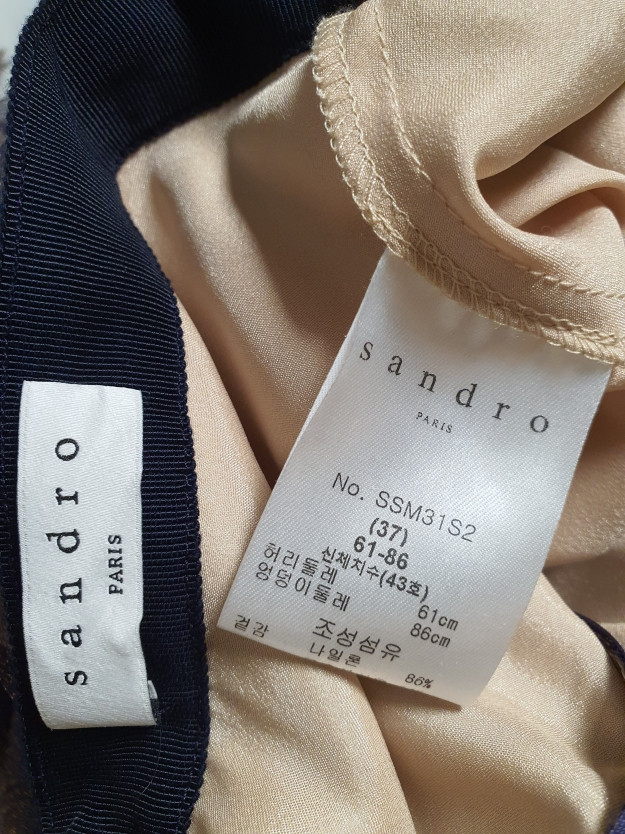 sandro
PARIS
sandro
PARIS
No. SSM31S2
(37)
61-86
신체치수(43호)
허리둘레 61cm
엉덩이둘레 86cm
조성섬유
겉감 나일론 86%